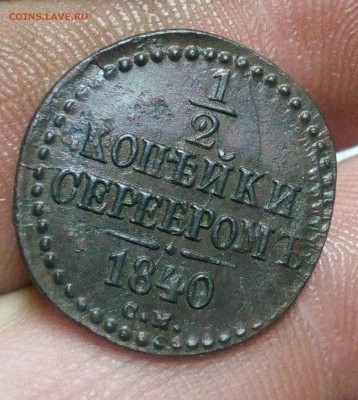 COINS.LAVE.RU
1/2
КОПѢЙКИ
СЕРЕБРОМЪ
1840
С.М.